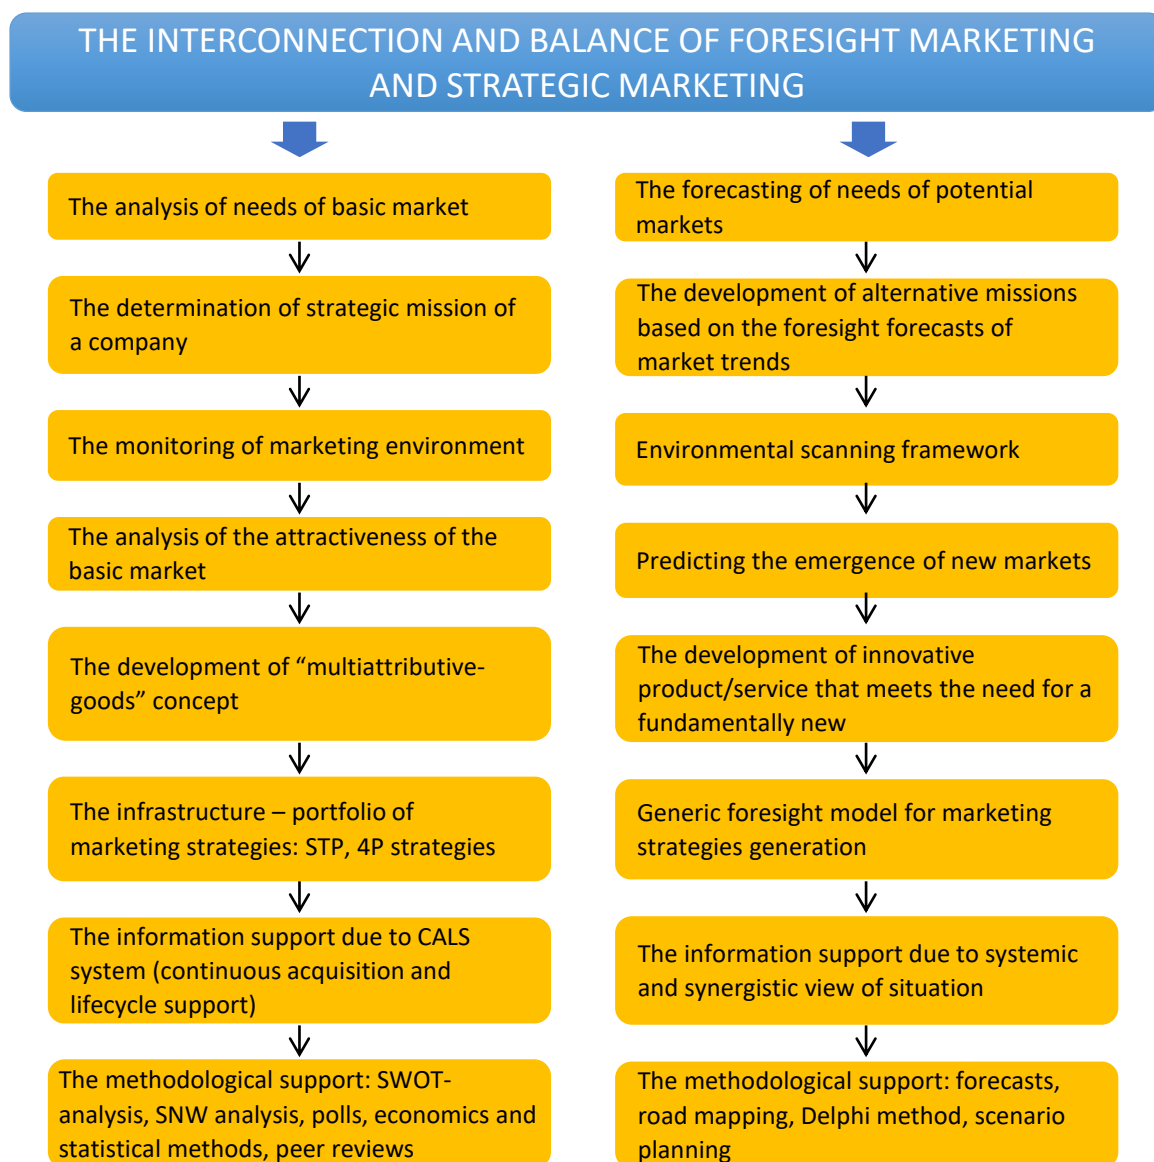 THE INTERCONNECTION AND BALANCE OF FORESIGHT MARKETING
AND STRATEGIC MARKETING
The analysis of needs of basic market
The determination of strategic mission of
a company
The monitoring of marketing environment
The analysis of the attractiveness of the
basic market
The development of “multiattributive-
goods” concept
The infrastructure – portfolio of
marketing strategies: STP, 4P strategies
The information support due to CALS
system (continuous acquisition and
lifecycle support)
The methodological support: SWOT-
analysis, SNW analysis, polls, economics and
statistical methods, peer reviews
The forecasting of needs of potential
markets
The development of alternative missions
based on the foresight forecasts of
market trends
Environmental scanning framework
Predicting the emergence of new markets
The development of innovative
product/service that meets the need for a
fundamentally new
Generic foresight model for marketing
strategies generation
The information support due to systemic
and synergistic view of situation
The methodological support: forecasts,
road mapping, Delphi method, scenario
planning